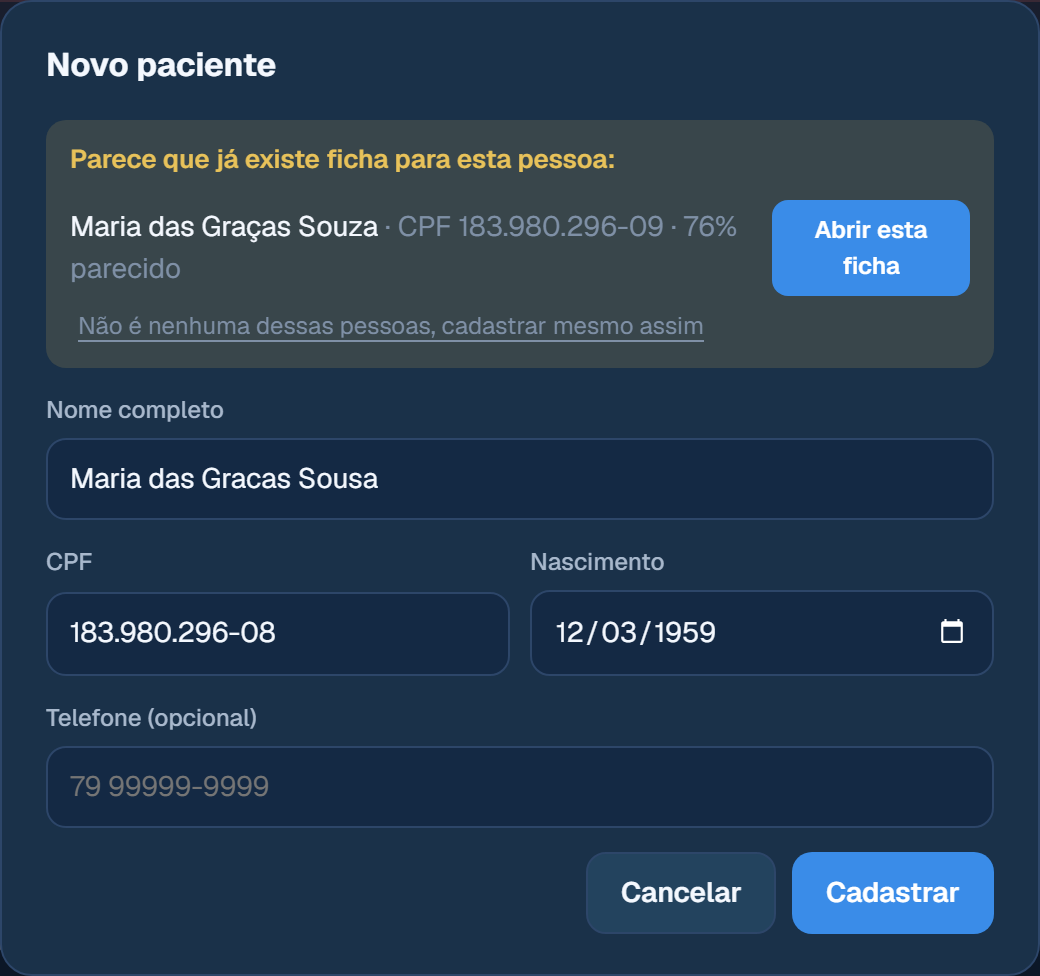 Novo paciente
Parece que já existe ficha para esta pessoa:
Maria das Graças Souza · CPF 183.980.296-09 · 76%
parecido
Abrir esta
ficha
Não é nenhuma dessas pessoas, cadastrar mesmo assim
Nome completo
Maria das Gracas Sousa
CPF
Nascimento
183.980.296-08
12/03/1959
Telefone (opcional)
79 99999-9999
Cancelar
Cadastrar